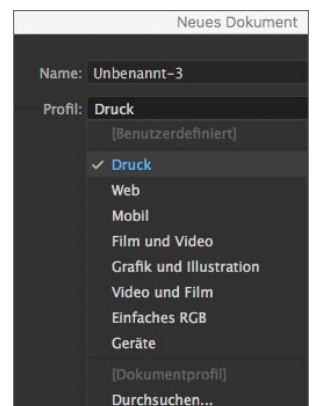 Neues Dokument
Name: Unbenannt-3
Profil: Druck
[Benutzerdefiniert]
✓ Druck
Web
Mobil
Film und Video
Grafik und Illustration
Video und Film
Einfaches RGB
Geräte
[Dokumentprofil]
Durchsuchen...